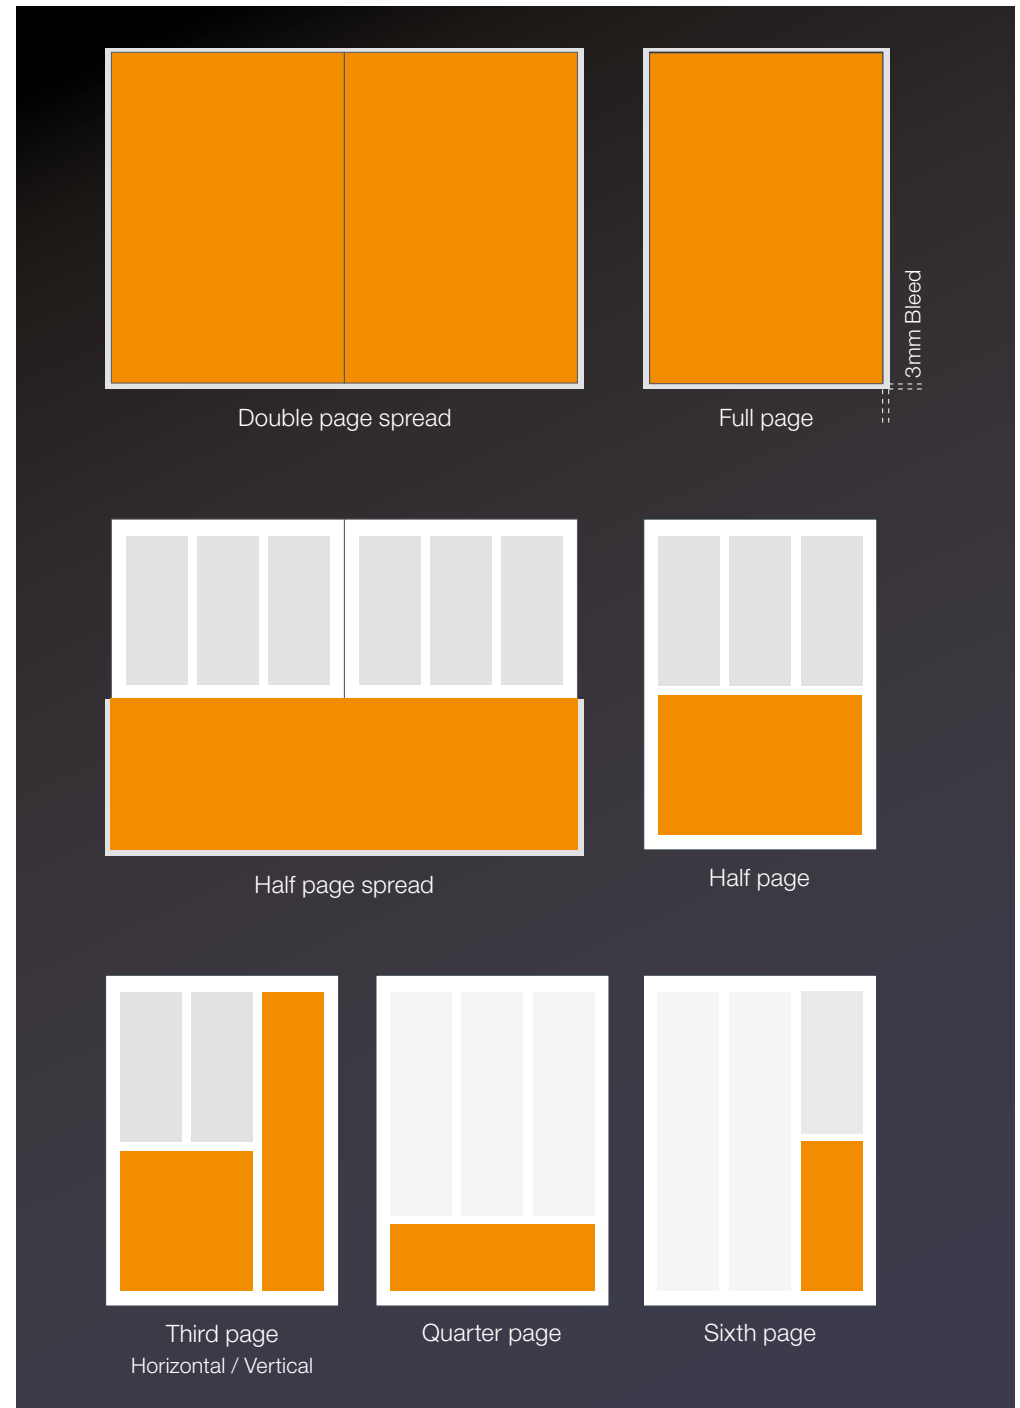 3mm Bleed
Double page spread
Full page
Half page spread
Half page
Third page
Horizontal / Vertical
Quarter page
Sixth page